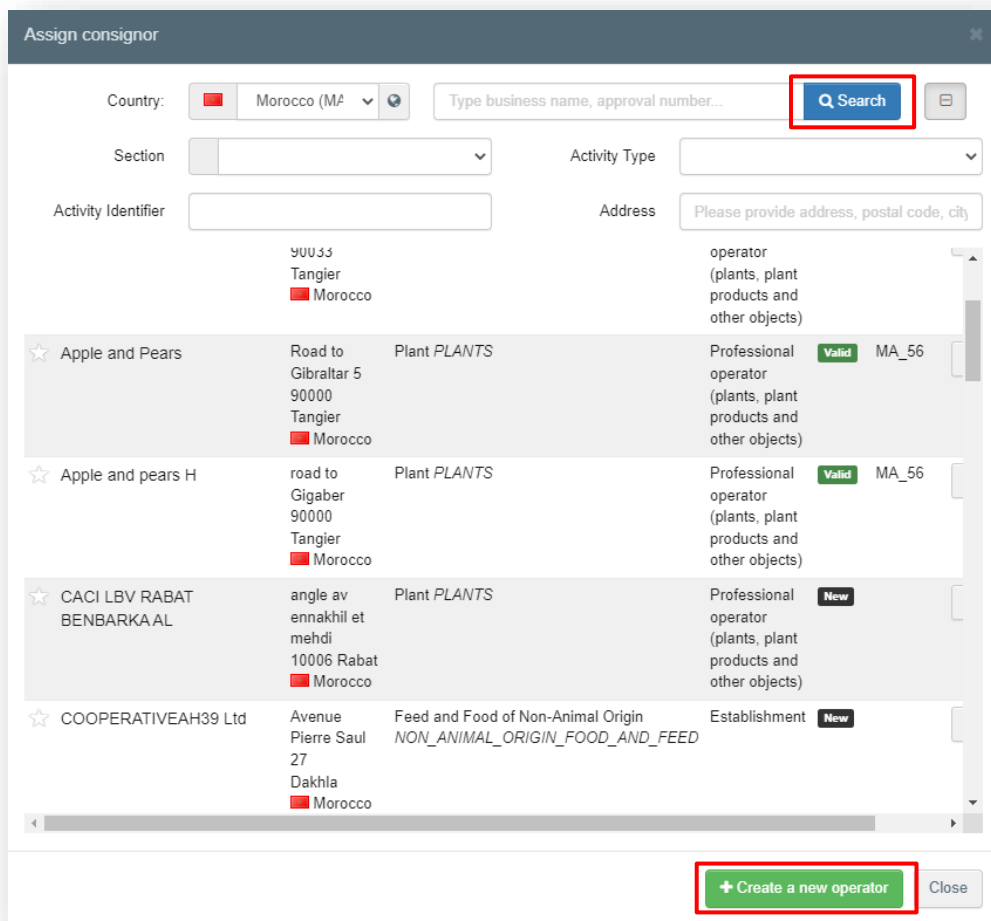 Assign consignor
Country: Morocco (MA Type business name, approval number... Search
Section Activity Type
Activity Identifier Address Please provide address, postal code, city
90033 operator
Tangier (plants, plant
Morocco products and
other objects)
Apple and Pears Road to Plant PLANTS Professional Valid MA_56
Gibraltar 5 operator
90000 (plants, plant
Tangier products and
Morocco other objects)
Apple and pears H road to Plant PLANTS Professional Valid MA_56
Gigaber operator
90000 (plants, plant
Tangier products and
Morocco other objects)
CACI LBV RABAT angle av Plant PLANTS Professional New
BENBARKA AL ennakhil et operator
mehdi (plants, plant
10006 Rabat products and
Morocco other objects)
COOPERATIVEAH39 Ltd Avenue Feed and Food of Non-Animal Origin Establishment New
Pierre Saul NON_ANIMAL_ORIGIN_FOOD_AND_FEED
27
Dakhla
Morocco
+ Create a new operator Close